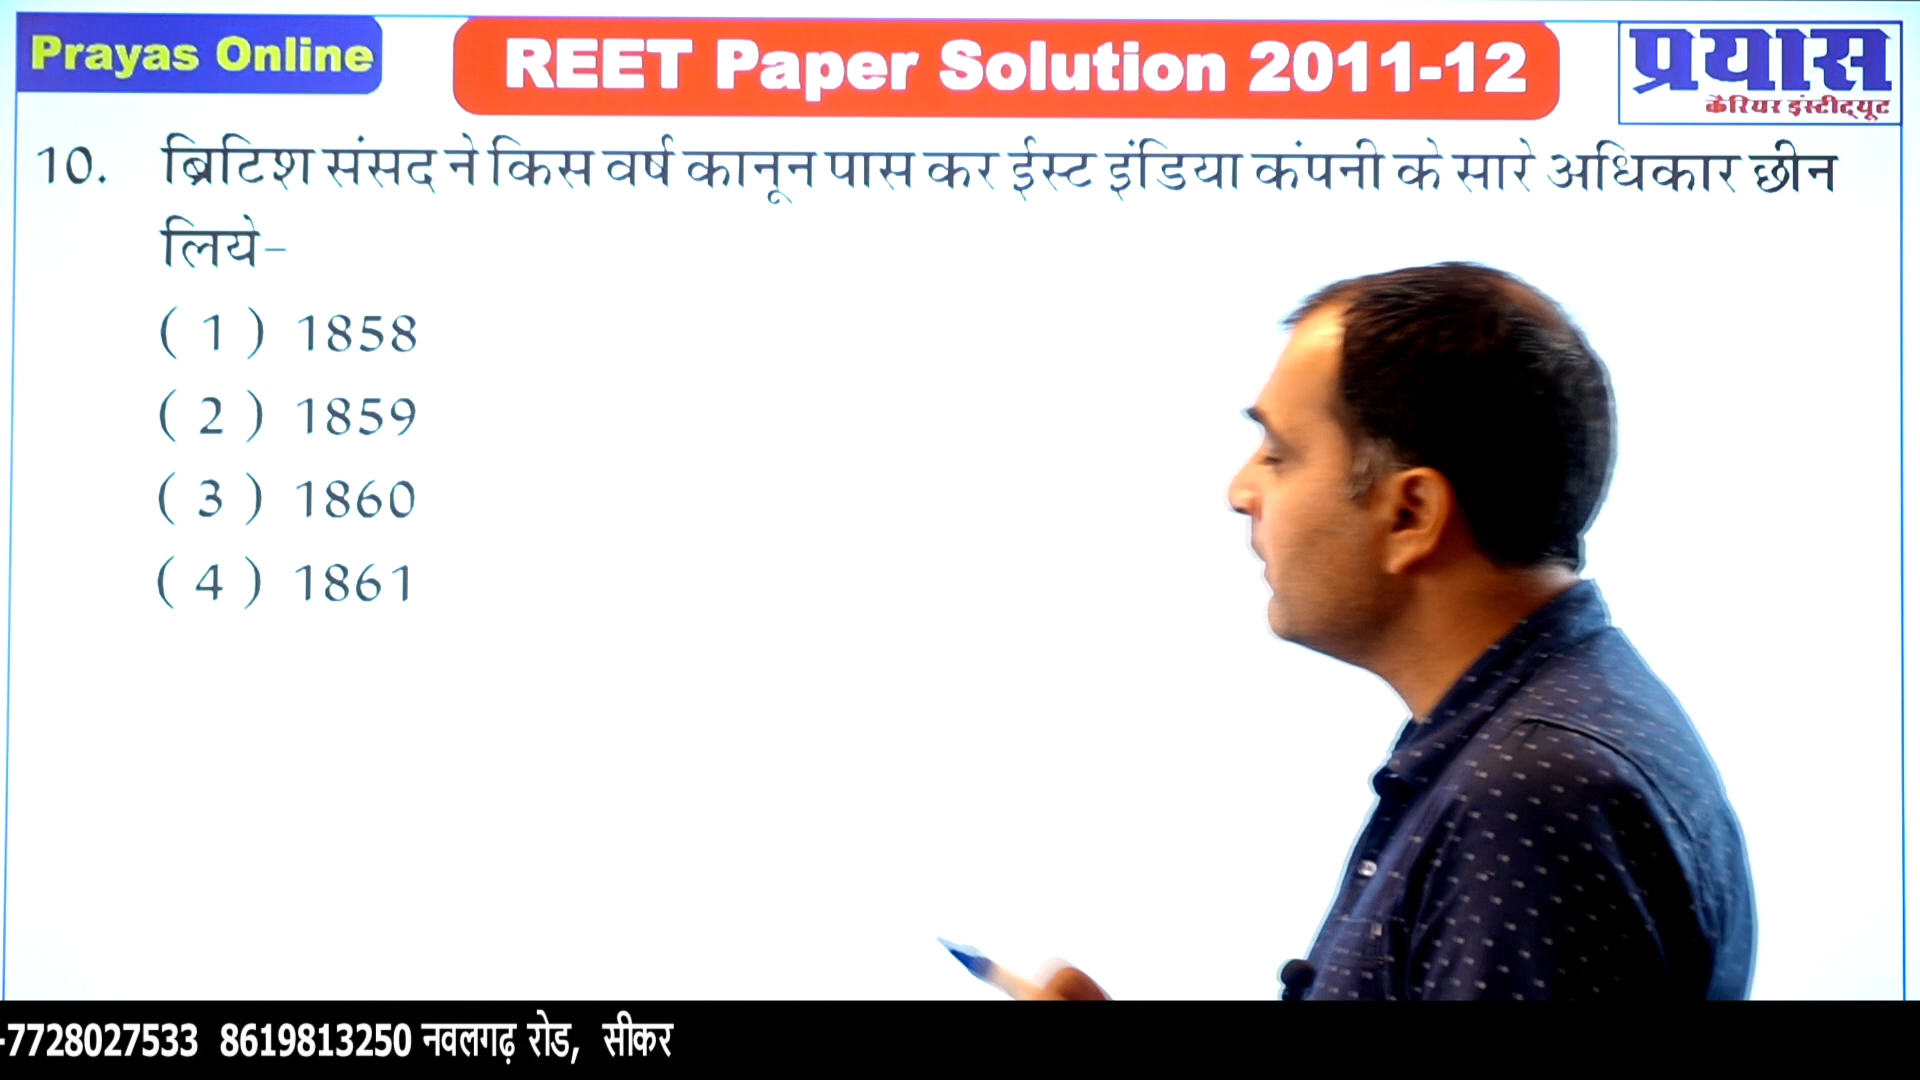 Prayas Online
REET Paper Solution 2011-12
प्रयास
कैरियर इंस्टीट्यूट
10. ब्रिटिश संसद ने किस वर्ष कानून पास कर ईस्ट इंडिया कंपनी के सारे अधिकार छीन
लिये-
( 1 ) 1858
( 2 ) 1859
( 3 ) 1860
( 4 ) 1861
-7728027533 8619813250 नवलगढ़ रोड, सीकर